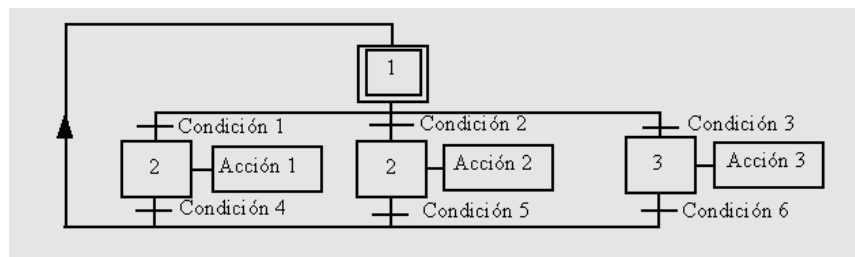 1
Condición 1
Condición 2
Condición 3
2
Acción 1
2
Acción 2
3
Acción 3
Condición 4
Condición 5
Condición 6